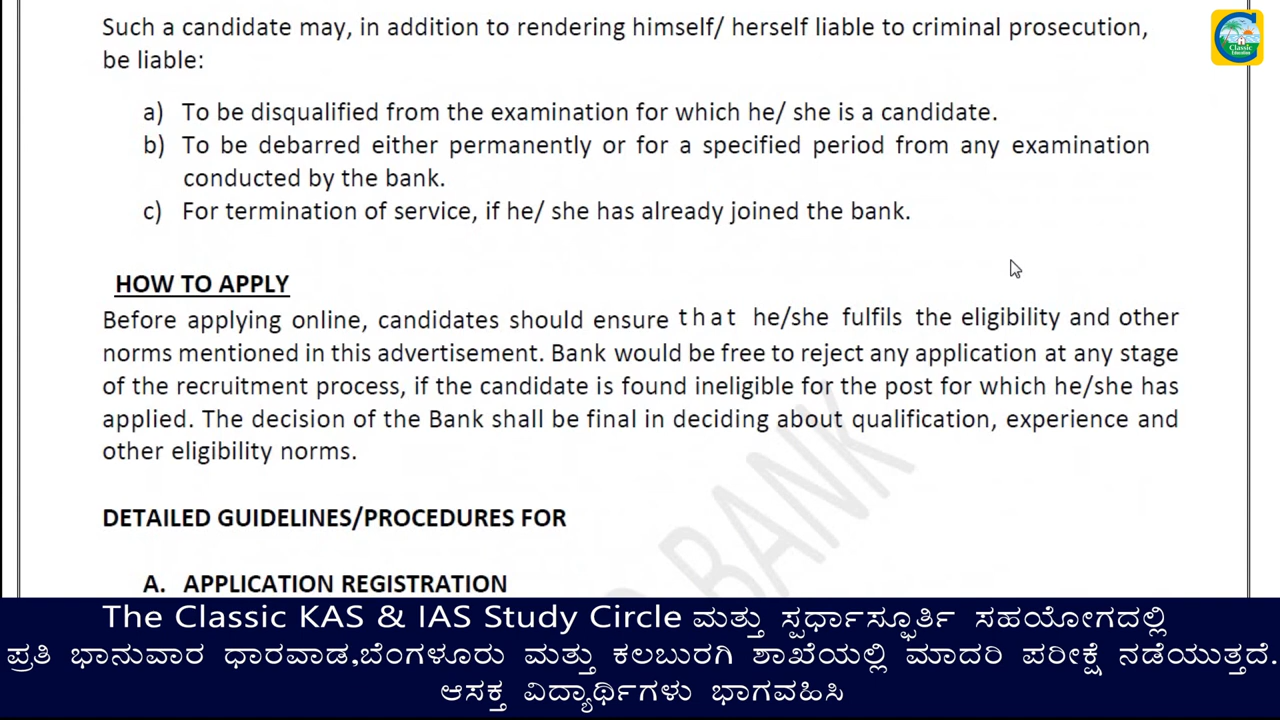 Such a candidate may, in addition to rendering himself/ herself liable to criminal prosecution,
be liable:
a) To be disqualified from the examination for which he/ she is a candidate.
b) To be debarred either permanently or for a specified period from any examination
conducted by the bank.
c) For termination of service, if he/ she has already joined the bank.
HOW TO APPLY
Before applying online, candidates should ensure that he/she fulfils the eligibility and other
norms mentioned in this advertisement. Bank would be free to reject any application at any stage
of the recruitment process, if the candidate is found ineligible for the post for which he/she has
applied. The decision of the Bank shall be final in deciding about qualification, experience and
other eligibility norms.
DETAILED GUIDELINES/PROCEDURES FOR
A. APPLICATION REGISTRATION
BANK
Classic
Education
The Classic KAS & IAS Study Circle ಮತ್ತು ಸ್ಪರ್ಧಾಸ್ಫೂರ್ತಿ ಸಹಯೋಗದಲ್ಲಿ
ಪ್ರತಿ ಭಾನುವಾರ ಧಾರವಾಡ,ಬೆಂಗಳೂರು ಮತ್ತು ಕಲಬುರಗಿ ಶಾಖೆಯಲ್ಲಿ ಮಾದರಿ ಪರೀಕ್ಷೆ ನಡೆಯುತ್ತದೆ.
ಆಸಕ್ತ ವಿದ್ಯಾರ್ಥಿಗಳು ಭಾಗವಹಿಸಿ